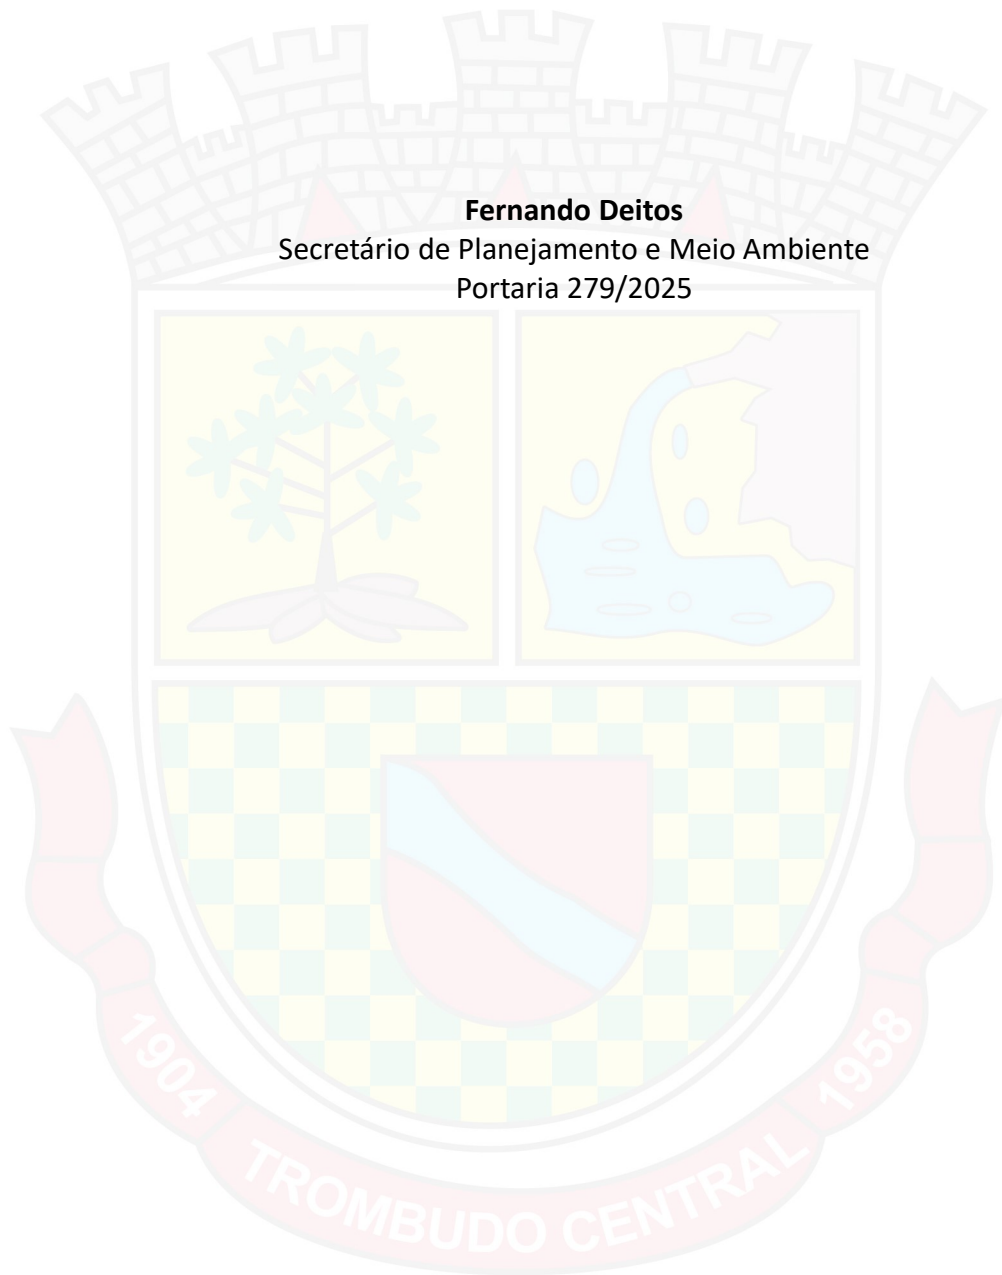 Fernando Deitos
Secretário de Planejamento e Meio Ambiente
Portaria 279/2025
1904
TROMBUDO CENTRAL
1958